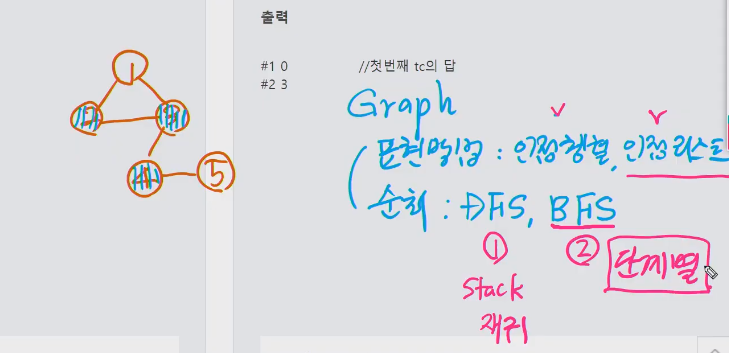 출력
#1 0 //첫번째 tc의 답
#2 3
1
5
Graph
표현방법 : 인접행렬, 인접리스트
순회 : DFS, BFS
① ② 단계별
Stack
재귀